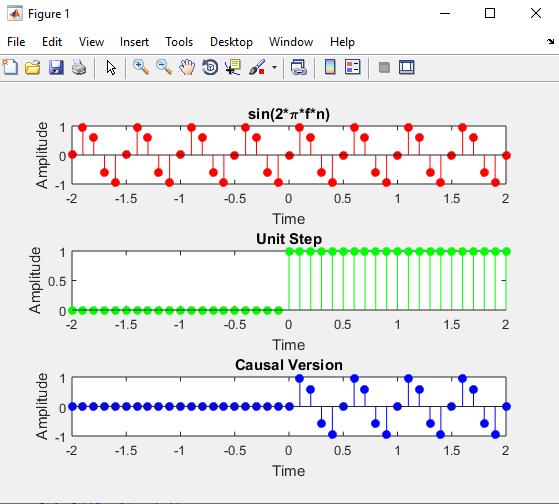 Figure 1
File Edit View Insert Tools Desktop Window Help
sin(2*π*f*n)
Amplitude
1
0
-1
-2 -1.5 -1 -0.5 0 0.5 1 1.5 2
Time
Unit Step
Amplitude
1
0.5
0
-2 -1.5 -1 -0.5 0 0.5 1 1.5 2
Time
Causal Version
Amplitude
1
0
-1
-2 -1.5 -1 -0.5 0 0.5 1 1.5 2
Time